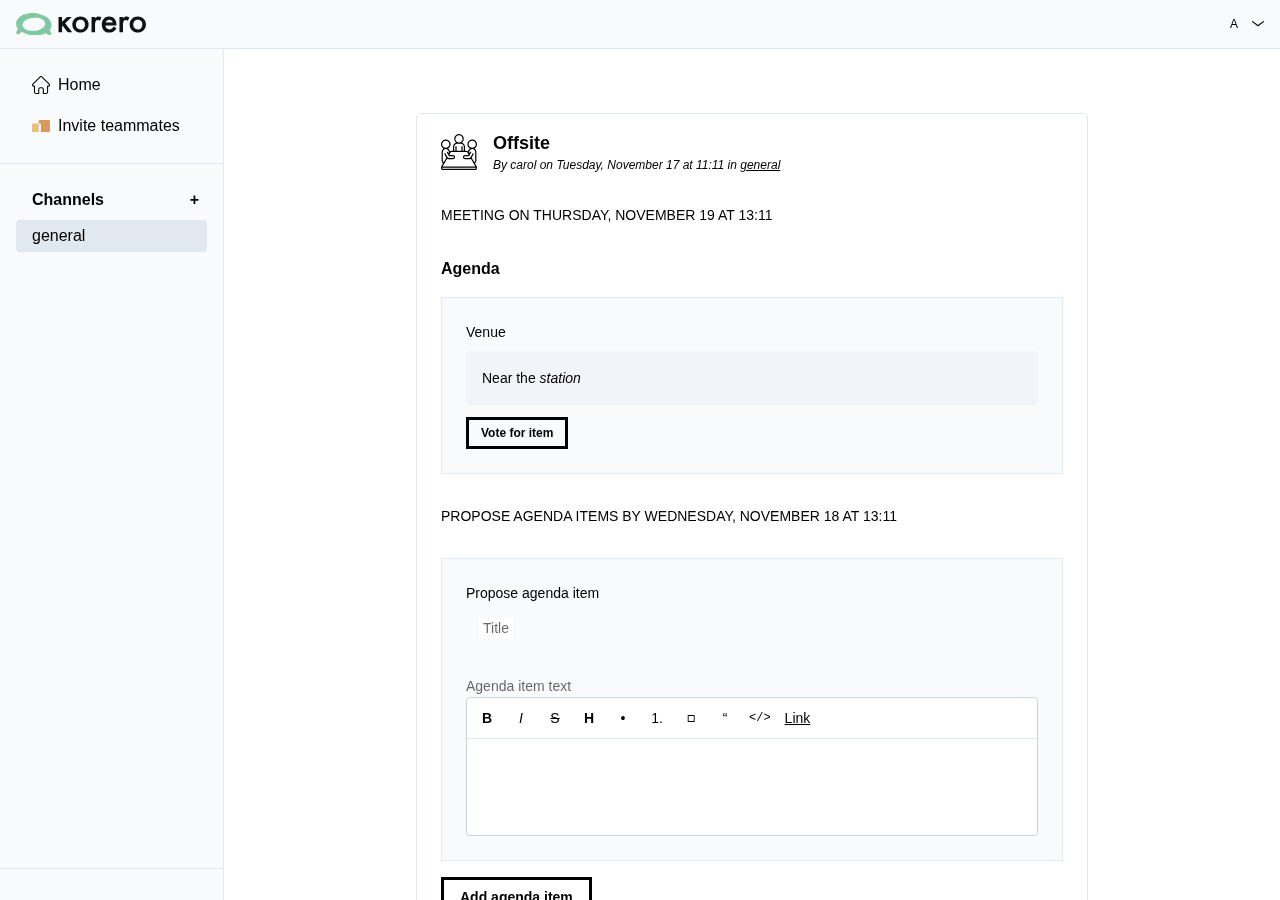 korero
A
Home
Invite teammates
Channels +
general
Offsite
By carol on Tuesday, November 17 at 11:11 in general
MEETING ON THURSDAY, NOVEMBER 19 AT 13:11
Agenda
Venue
Near the station
Vote for item
PROPOSE AGENDA ITEMS BY WEDNESDAY, NOVEMBER 18 AT 13:11
Propose agenda item
Title
Agenda item text
B I S H • 1. ▫ “ </> Link
Add agenda item